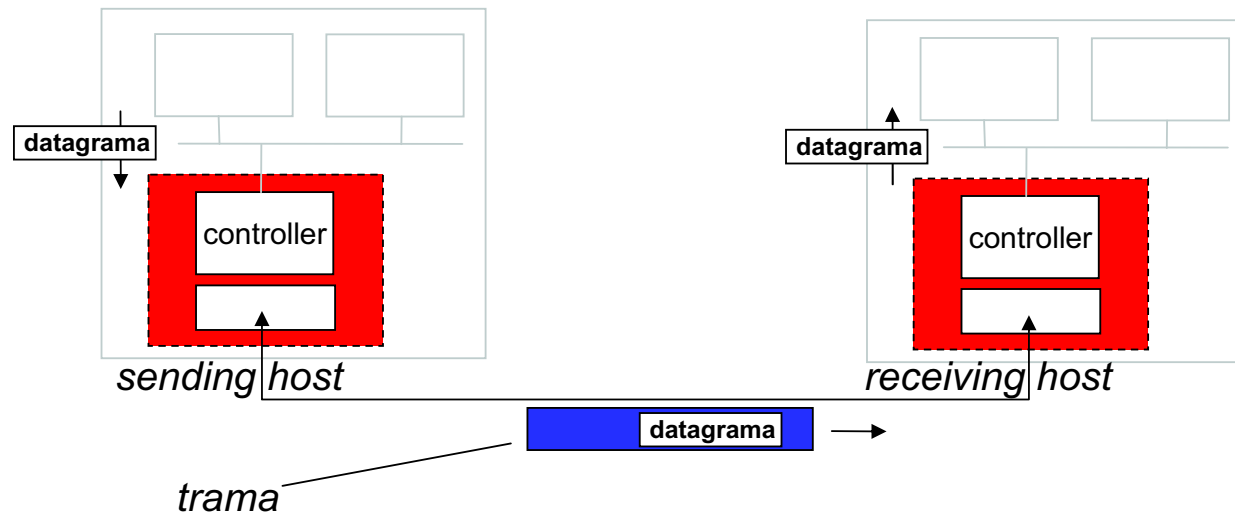 datagrama
datagrama
controller
controller
sending host
receiving host
datagrama
trama